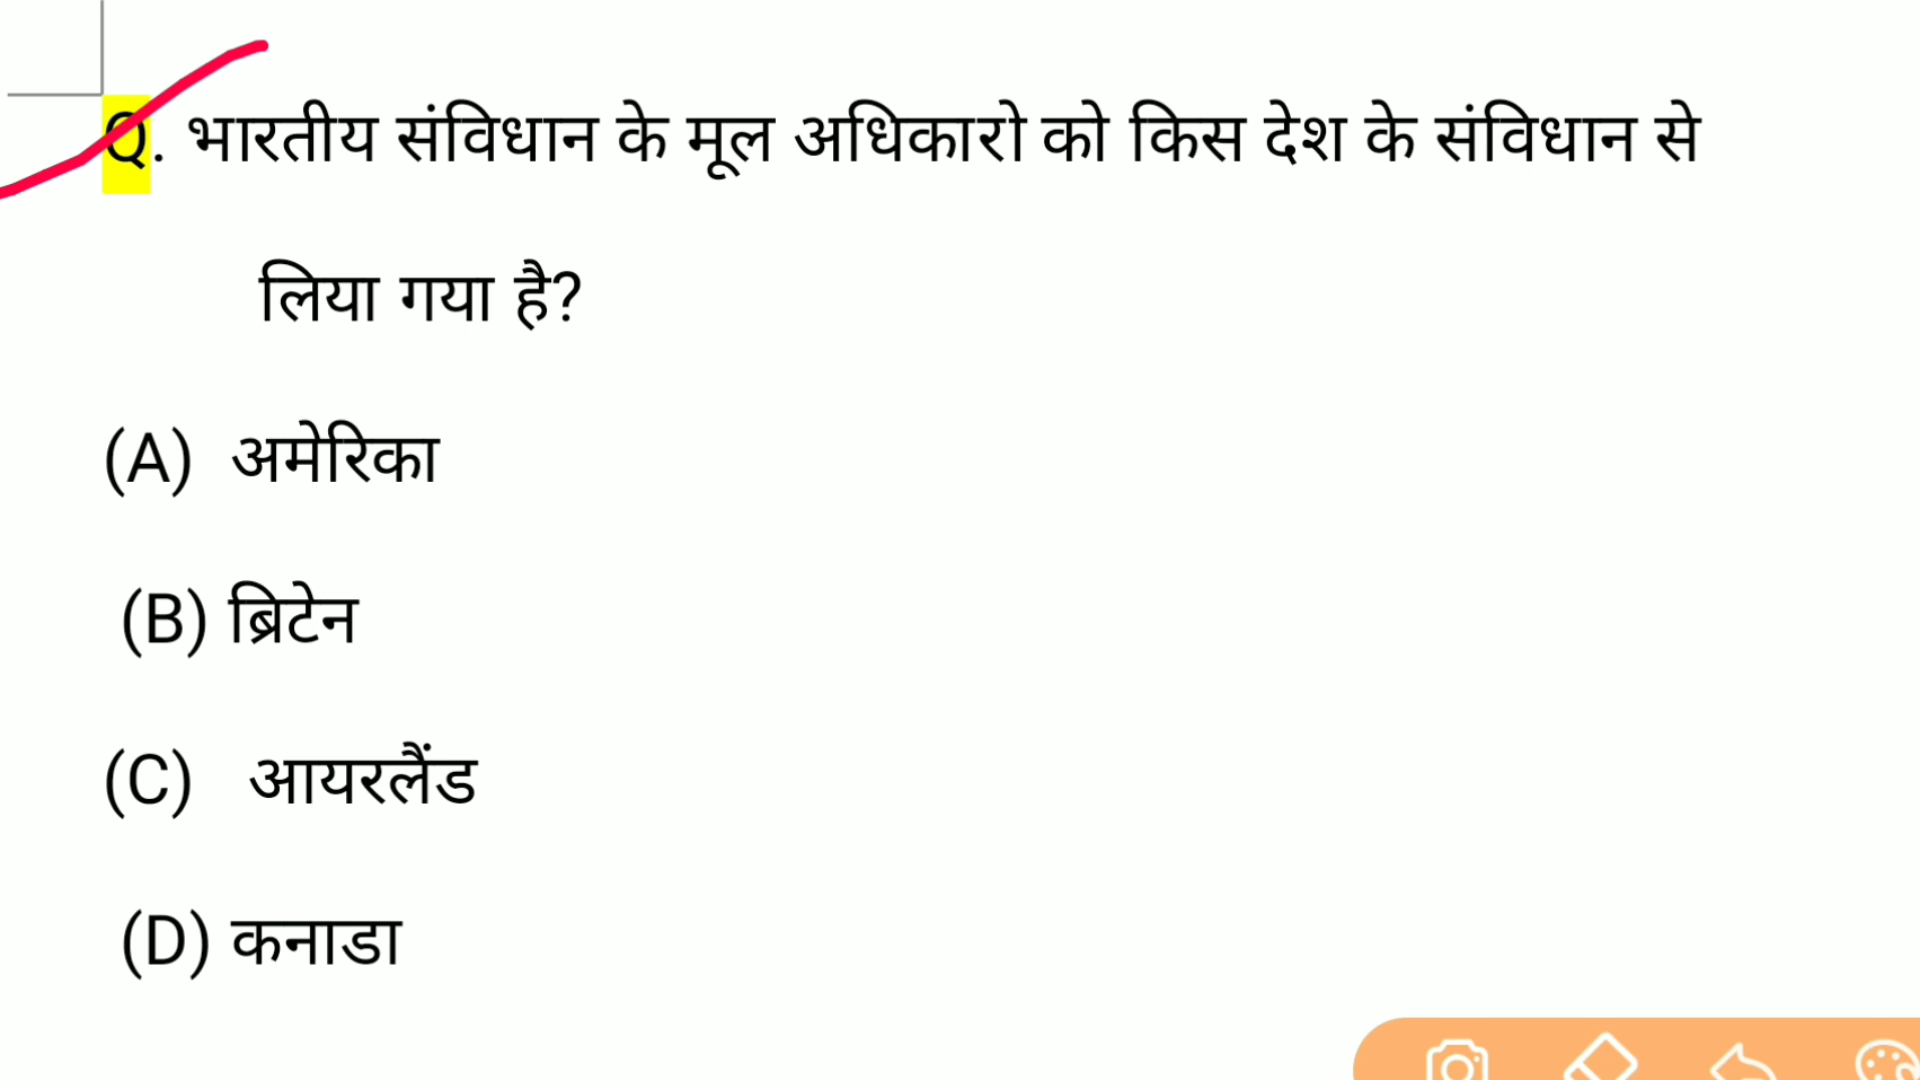 Q. भारतीय संविधान के मूल अधिकारो को किस देश के संविधान से
लिया गया है?
(A) अमेरिका
(B) ब्रिटेन
(C) आयरलैंड
(D) कनाडा